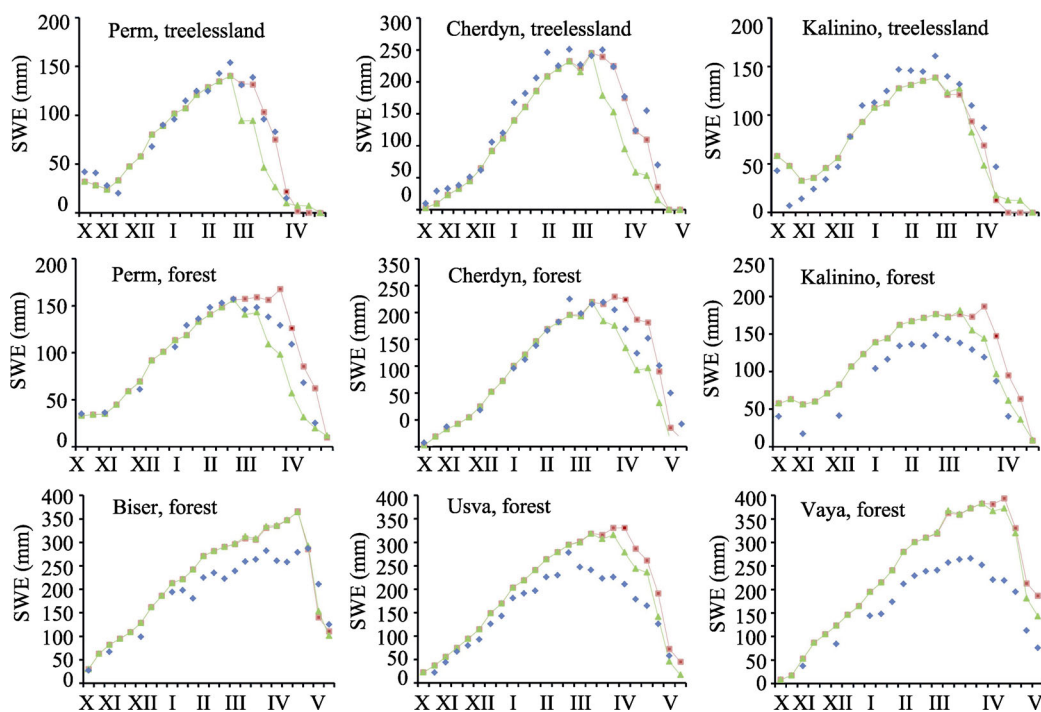 200
150
100
50
0
SWE (mm)
Perm, treelessland
X XI XII I II III IV
300
250
200
150
100
50
0
SWE (mm)
Cherdyn, treelessland
X XI XII I II III IV V
200
150
100
50
0
SWE (mm)
Kalinino, treelessland
X XI XII I II III IV
200
150
100
50
0
SWE (mm)
Perm, forest
X XI XII I II III IV
250
200
150
100
50
0
SWE (mm)
Cherdyn, forest
X XI XII I II III IV V
250
200
150
100
50
0
SWE (mm)
Kalinino, forest
X XI XII I II III IV
400
350
300
250
200
150
100
50
0
SWE (mm)
Biser, forest
X XI XII I II III IV V
400
350
300
250
200
150
100
50
0
SWE (mm)
Usva, forest
X XI XII I II III IV V
400
350
300
250
200
150
100
50
0
SWE (mm)
Vaya, forest
X XI XII I II III IV V